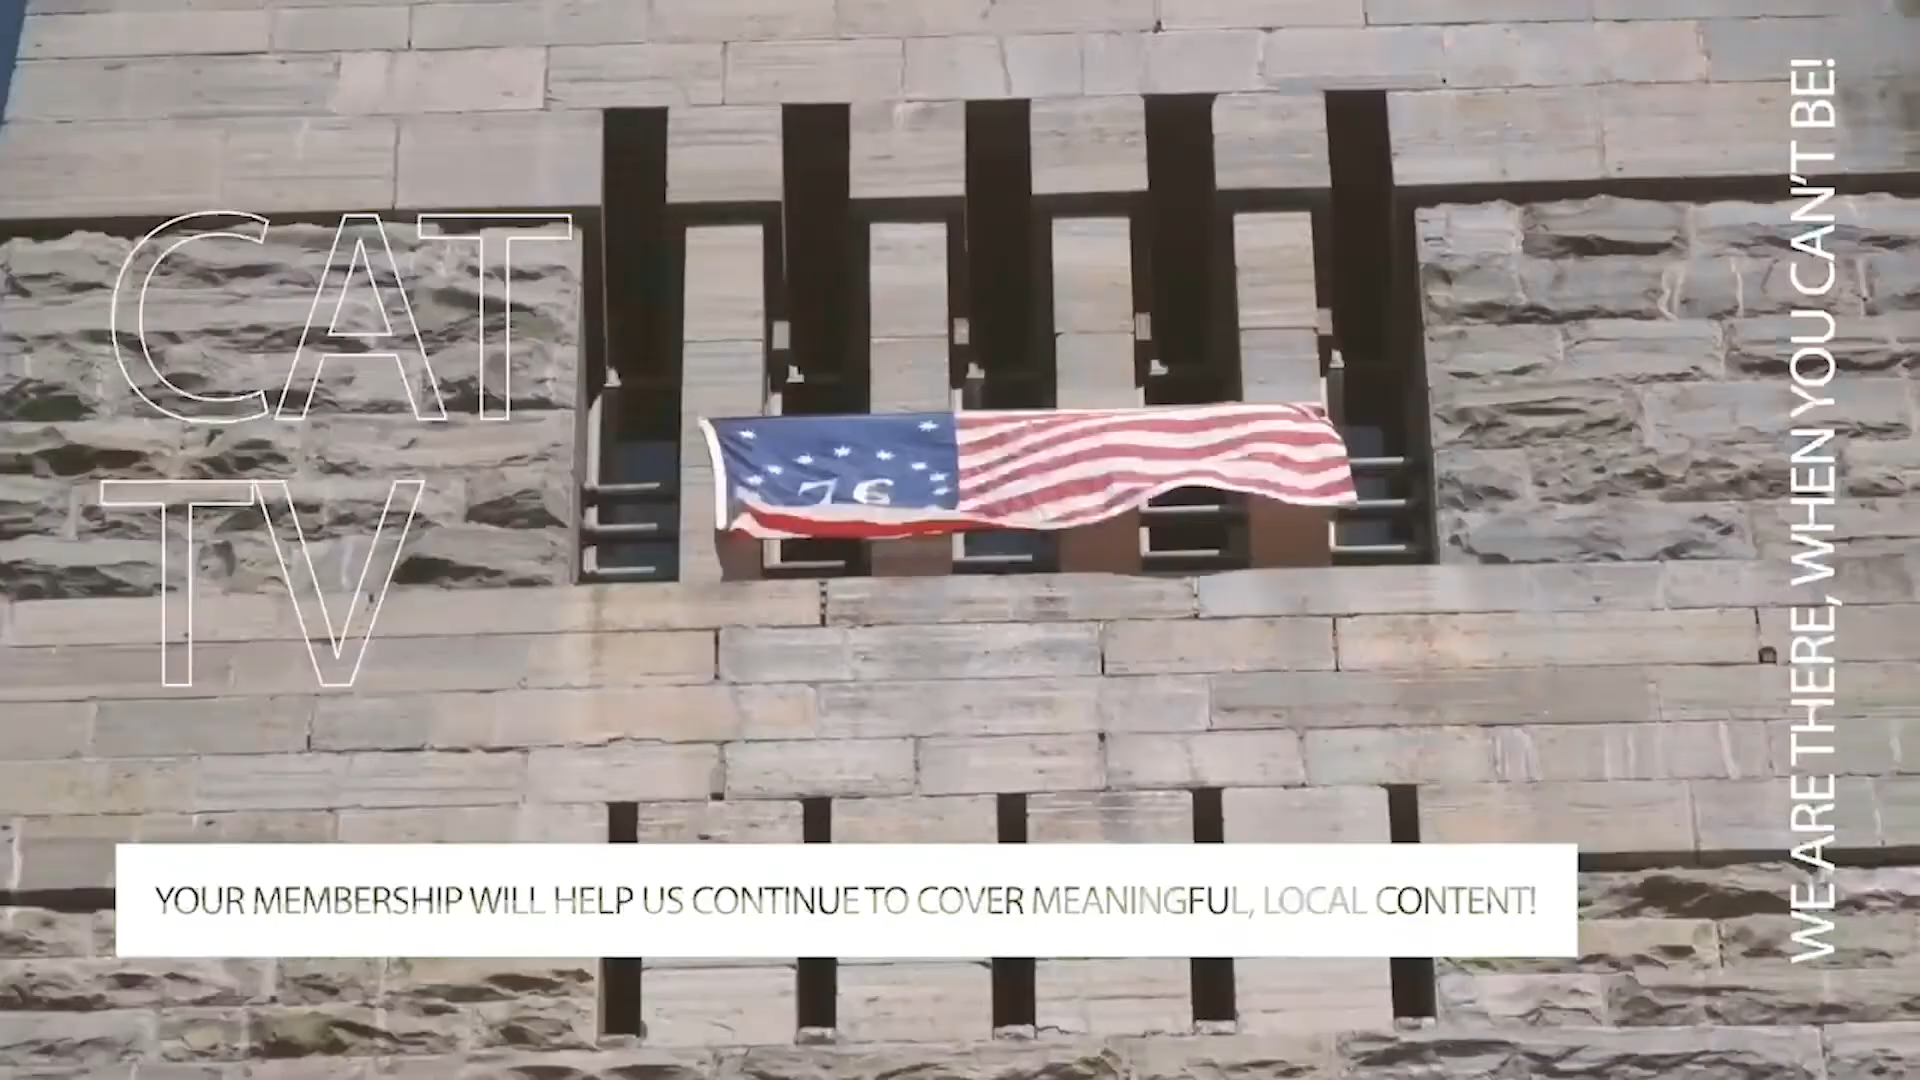 CAT
TV
76
YOUR MEMBERSHIP WILL HELP US CONTINUE TO COVER MEANINGFUL, LOCAL CONTENT!
WE ARE THERE, WHEN YOU CAN'T BE!